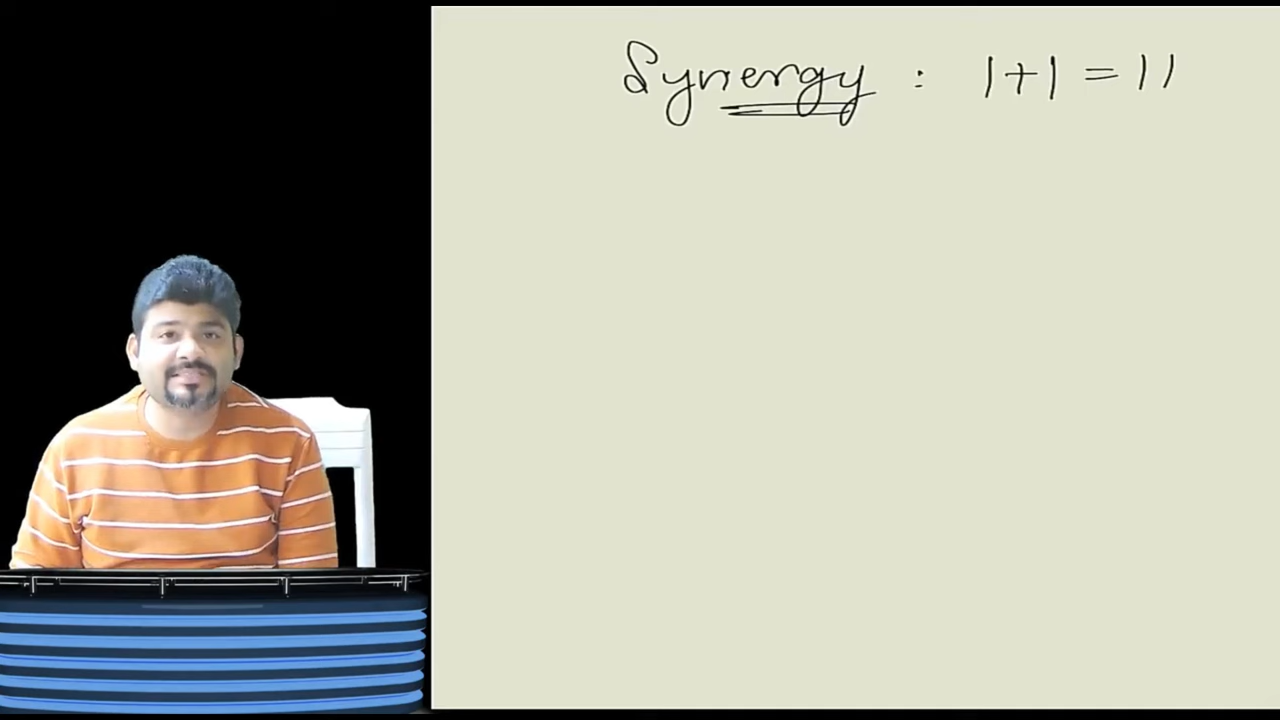 Synergy : 1+1 = 11